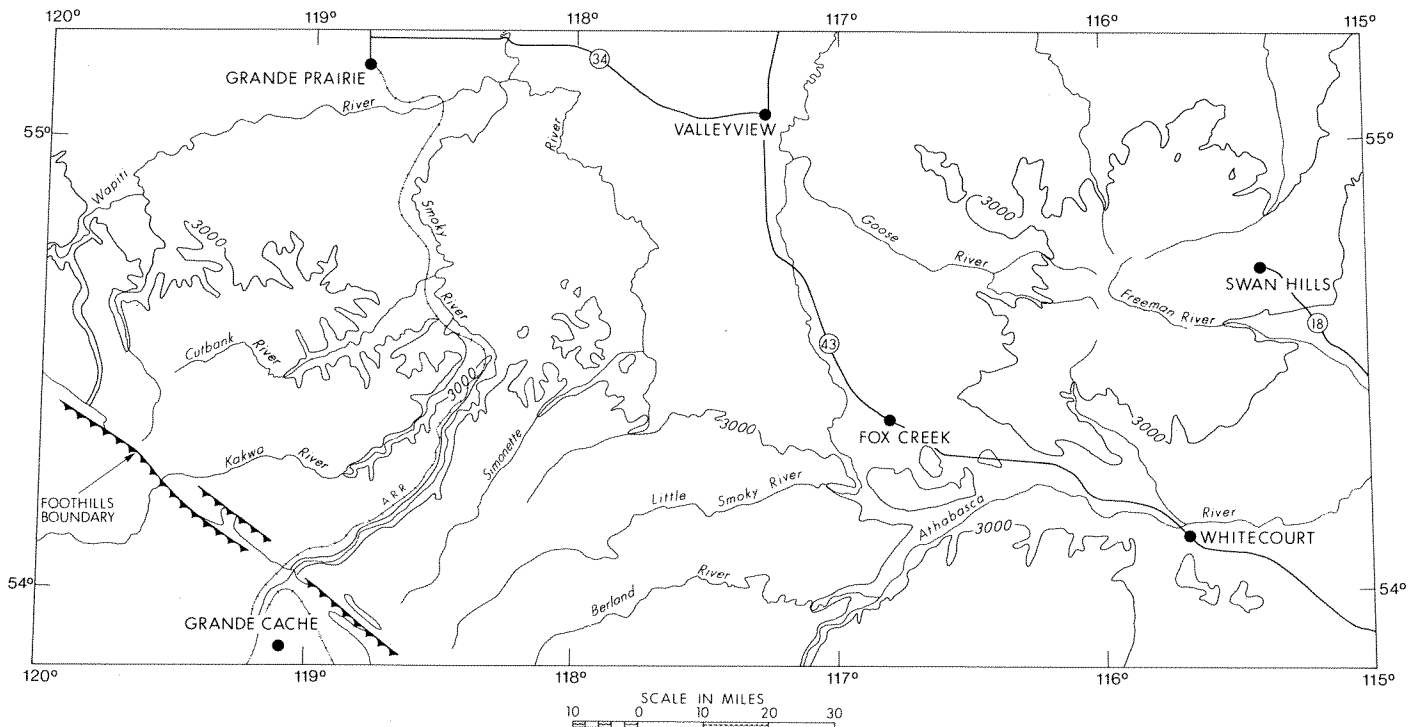 120° 119° 118° 117° 116° 115°
34
GRANDE PRAIRIE
River
VALLEYVIEW
55° 55°
River
Wapiti
Smoky
3000
3000
Goose
River
SWAN HILLS
Freeman River
18
River
Cutbank
River
43
3000
FOX CREEK
3000
3000
Kakwa
River
Simonette
A.R.R.
Little Smoky River
FOOTHILLS
BOUNDARY
Athabasca
River
3000
WHITECOURT
54° 54°
Berland
River
GRANDE CACHE
120° 119° 118° 117° 116° 115°
SCALE IN MILES
10 0 10 20 30